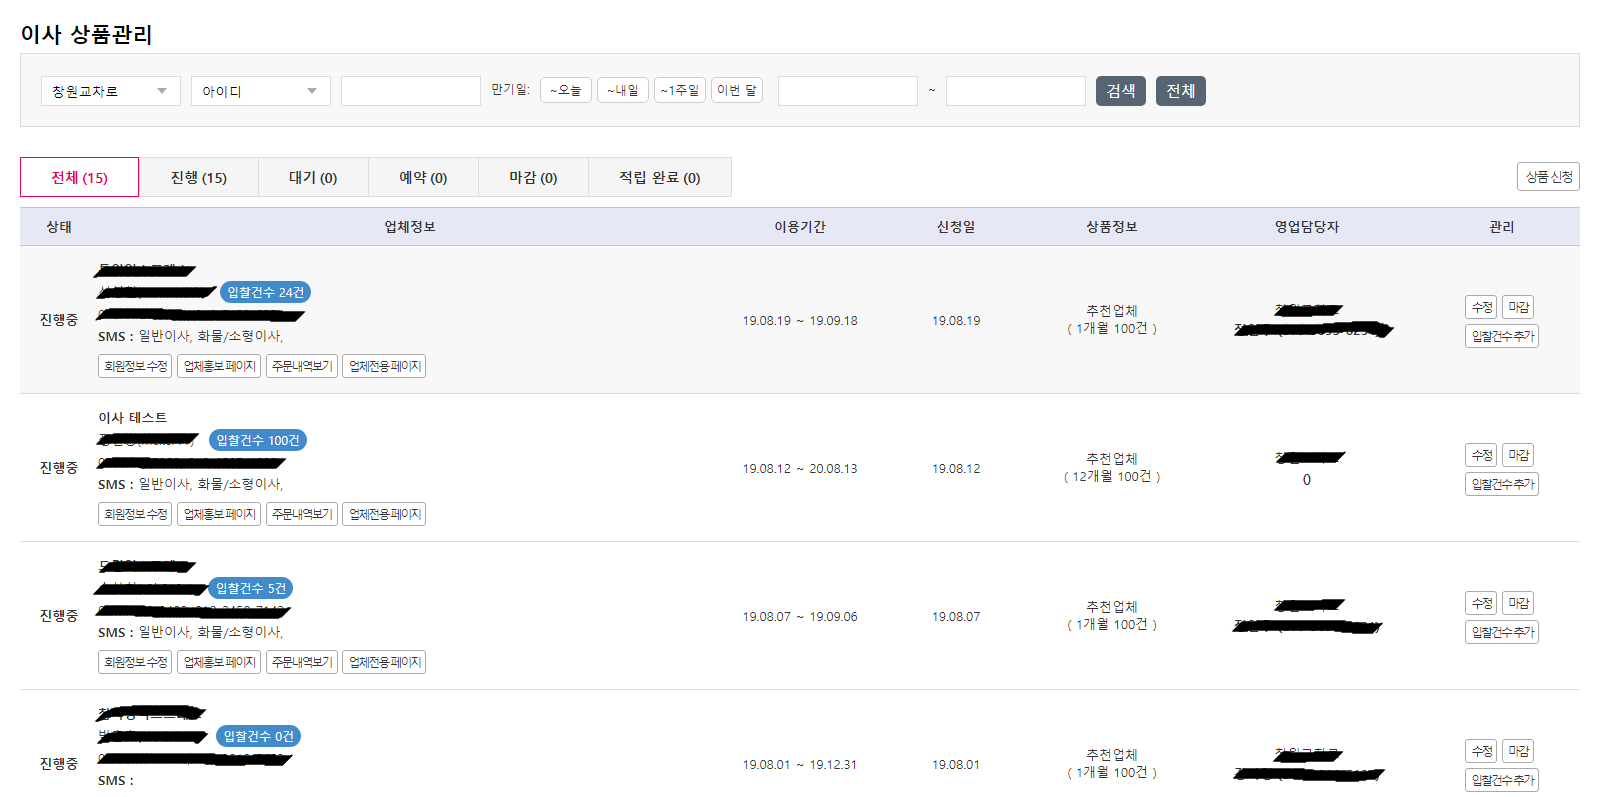 이사 상품관리
창원교차로 아이디 만기일: ~오늘 ~내일 ~1주일 이번 달 ~ 검색 전체
전체 (15) 진행 (15) 대기 (0) 예약 (0) 마감 (0) 적립 완료 (0) 상품 신청
상태 업체정보 이용기간 신청일 상품정보 영업담당자 관리
입찰건수 24건
진행중 19.08.19 ~ 19.09.18 19.08.19 추천업체 수정 마감
( 1개월 100건 ) 입찰건수 추가
SMS : 일반이사, 화물/소형이사,
회원정보 수정 업체홍보 페이지 주문내역보기 업체전용 페이지
이사 테스트
입찰건수 100건
진행중 19.08.12 ~ 20.08.13 19.08.12 추천업체 수정 마감
( 12개월 100건 ) 0 입찰건수 추가
SMS : 일반이사, 화물/소형이사,
회원정보 수정 업체홍보 페이지 주문내역보기 업체전용 페이지
입찰건수 5건
진행중 19.08.07 ~ 19.09.06 19.08.07 추천업체 수정 마감
( 1개월 100건 ) 입찰건수 추가
SMS : 일반이사, 화물/소형이사,
회원정보 수정 업체홍보 페이지 주문내역보기 업체전용 페이지
입찰건수 0건
진행중 19.08.01 ~ 19.12.31 19.08.01 추천업체 수정 마감
( 1개월 100건 ) 입찰건수 추가
SMS :